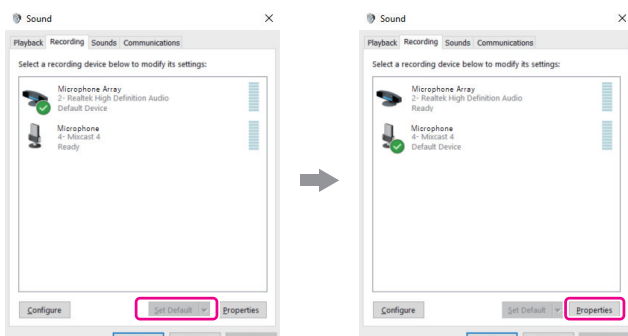 Sound
Playback Recording Sounds Communications
Select a recording device below to modify its settings:
Microphone Array
2- Realtek High Definition Audio
Default Device
Microphone
4- Mixcast 4
Ready
Configure Set Default Properties
Sound
Playback Recording Sounds Communications
Select a recording device below to modify its settings:
Microphone Array
2- Realtek High Definition Audio
Ready
Microphone
4- Mixcast 4
Default Device
Configure Set Default Properties